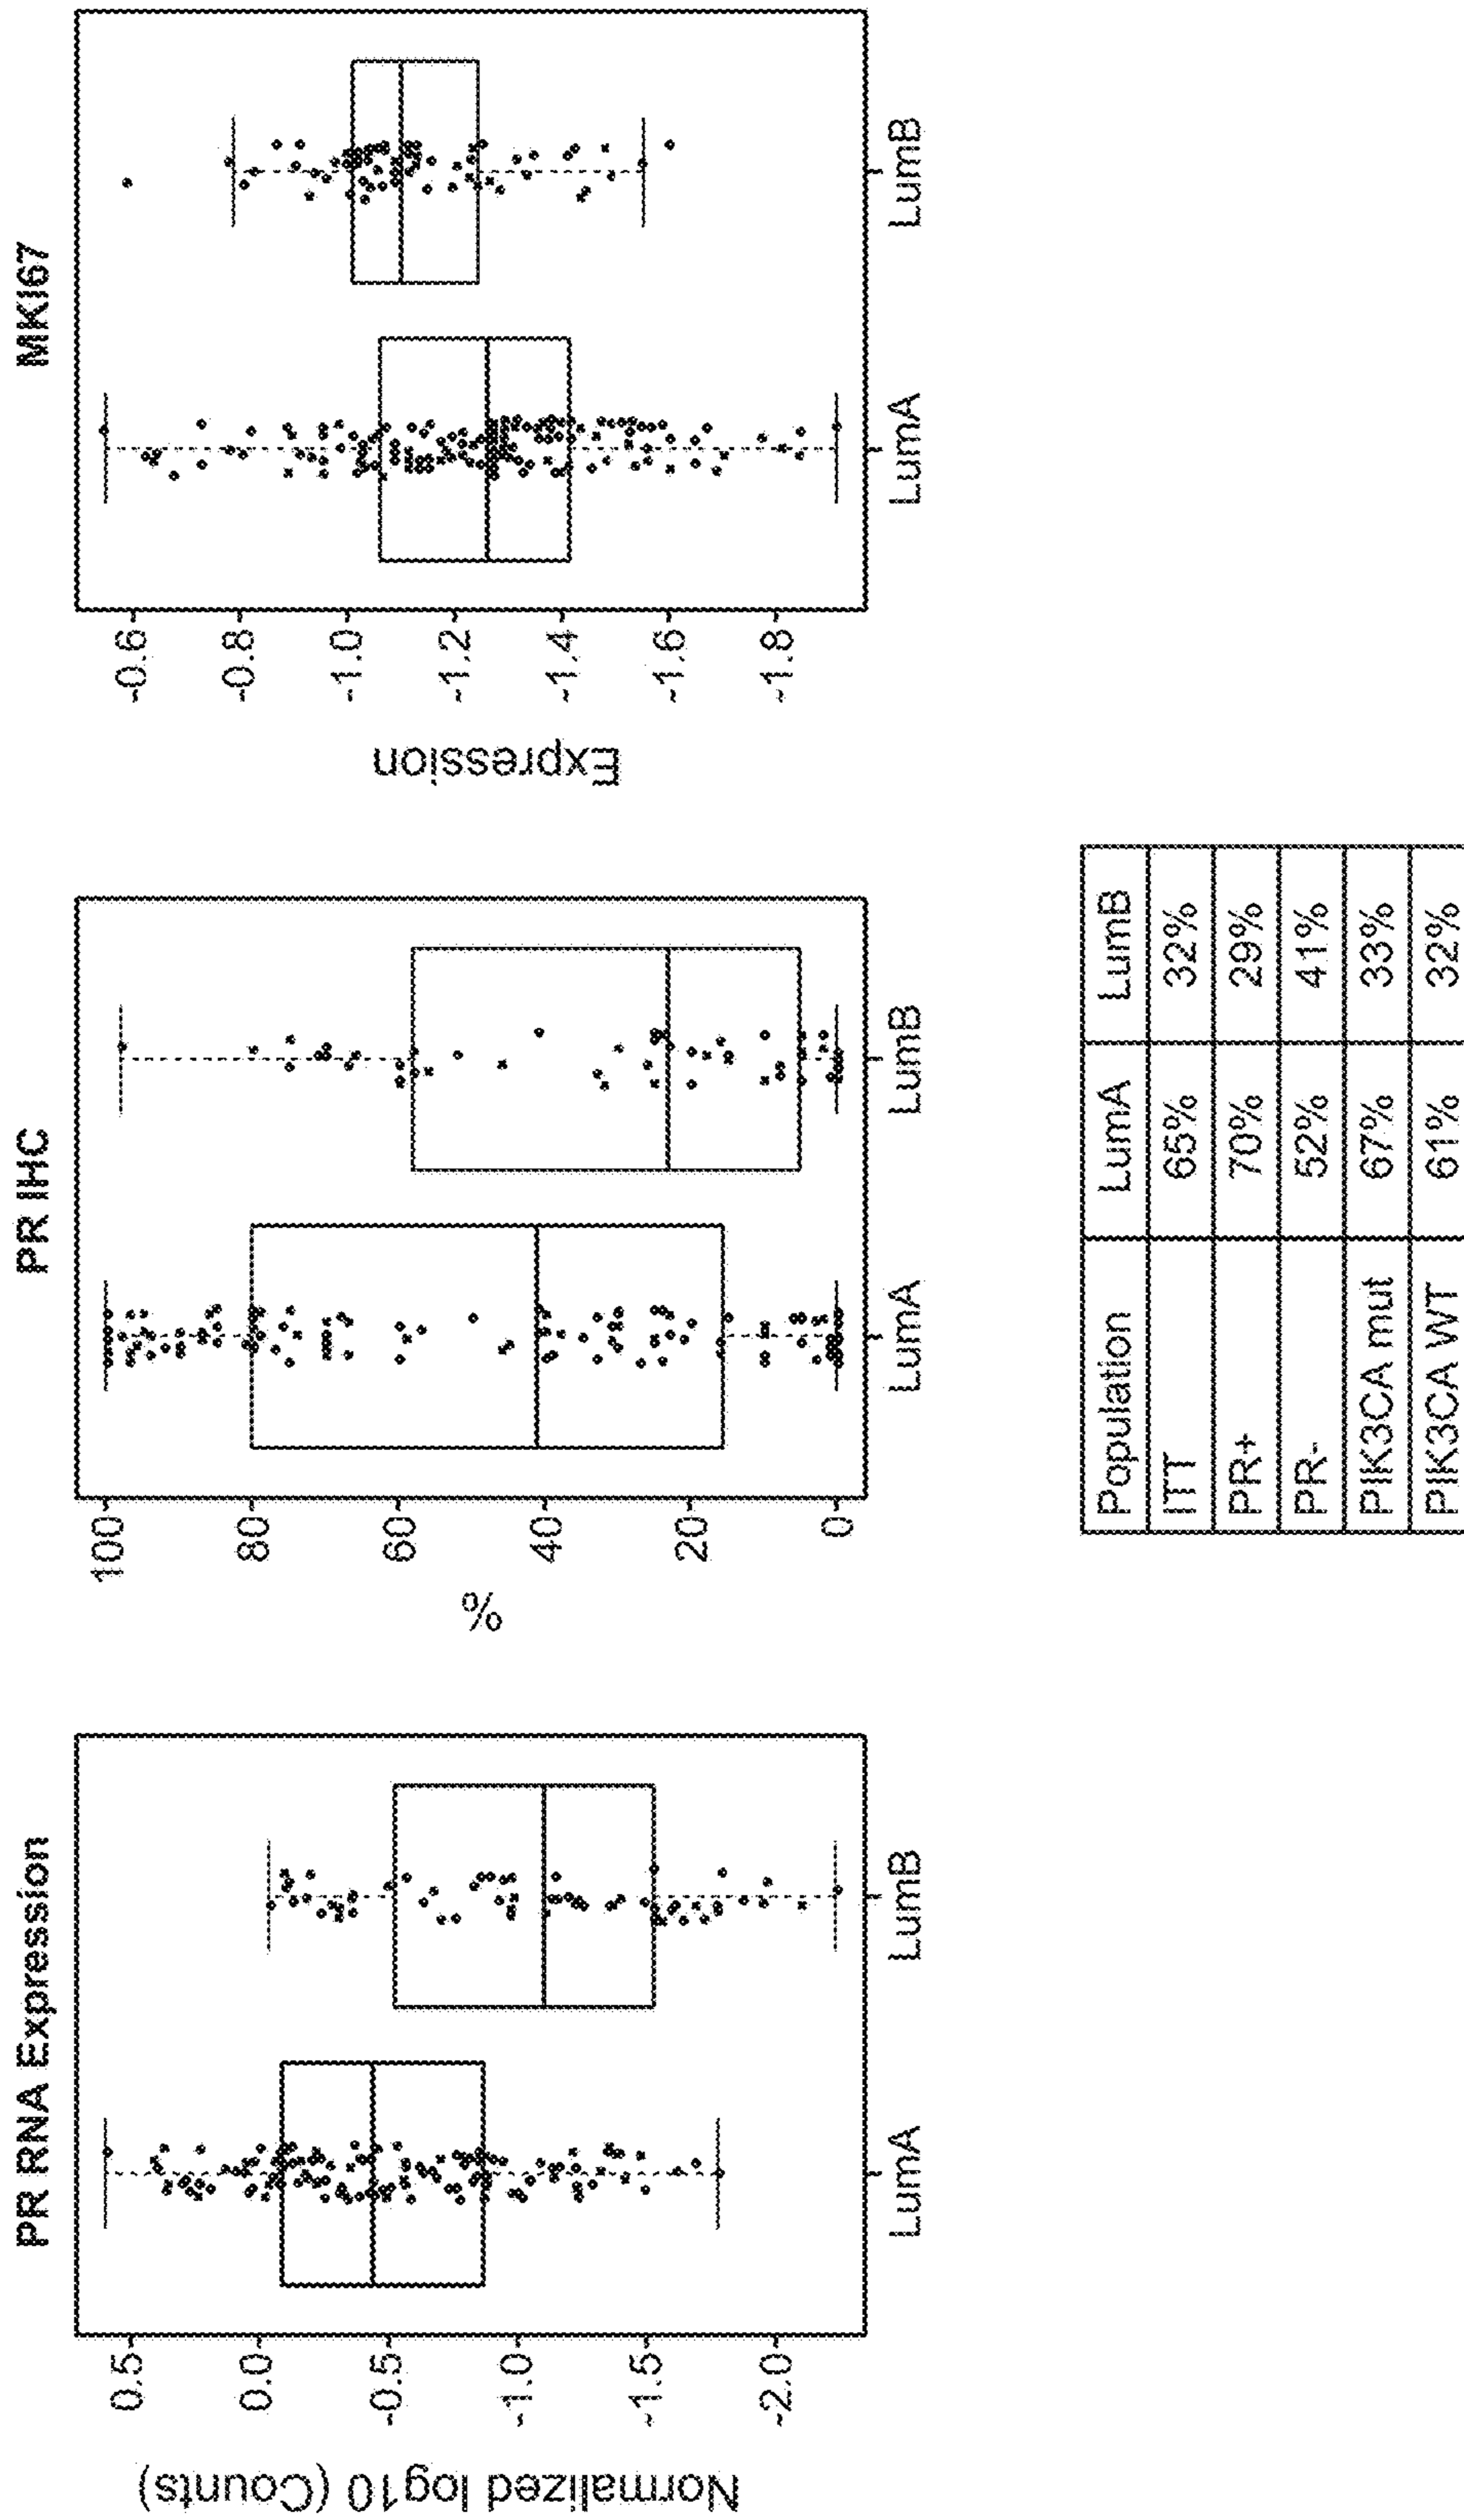 PR RNA Expression
Normalized log10 (Counts)
0.5
0.0
-0.5
-1.0
-1.5
-2.0
LumA LumB
PR IHC
%
100
80
60
40
20
0
LumA LumB
MKI67
Expression
-0.6
-0.8
-1.0
-1.2
-1.4
-1.6
-1.8
LumA LumB
Population LumA LumB
ITT 65% 32%
PR+ 70% 29%
PR- 52% 41%
PIK3CA mut 67% 33%
PIK3CA WT 61% 32%